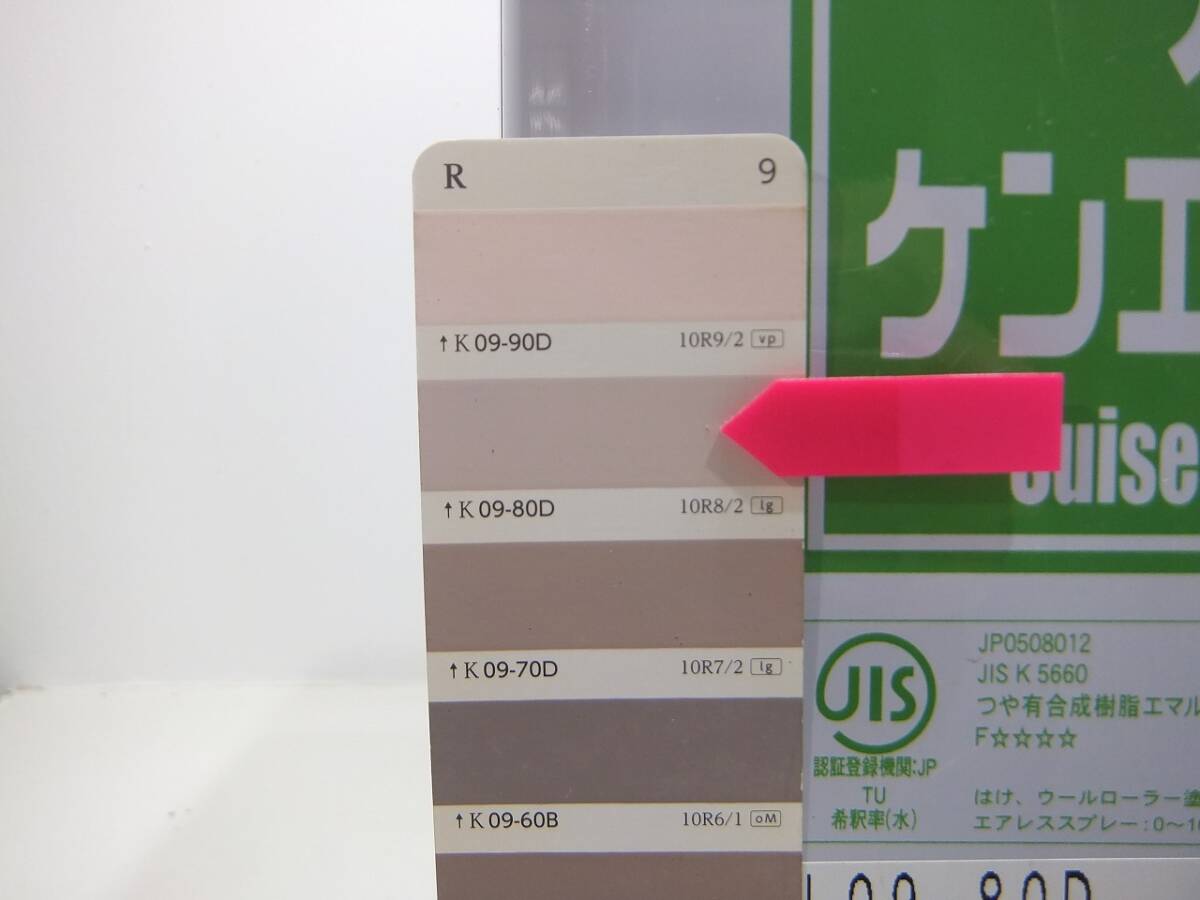 R 9
↑K 09-90D 10R9/2 vp
↑K 09-80D 10R8/2 lg
↑K 09-70D 10R7/2 lg
↑K 09-60B 10R6/1 oM
ケンエ
JIS
認証登録機関:JP
TU
希釈率(水)
JP0508012
JIS K 5660
つや有合成樹脂エマル
F☆☆☆☆
はけ、ウールローラー塗
エアレススプレー:0～10
09-80D